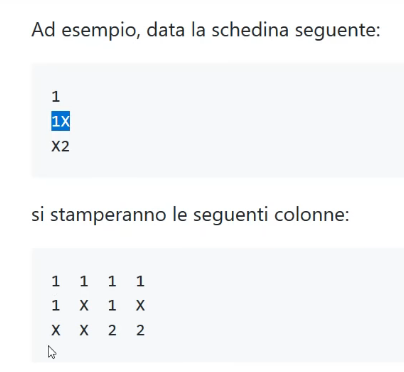 Ad esempio, data la schedina seguente:
1
1X
X2
si stamperanno le seguenti colonne:
1 1 1 1
1 X 1 X
X X 2 2